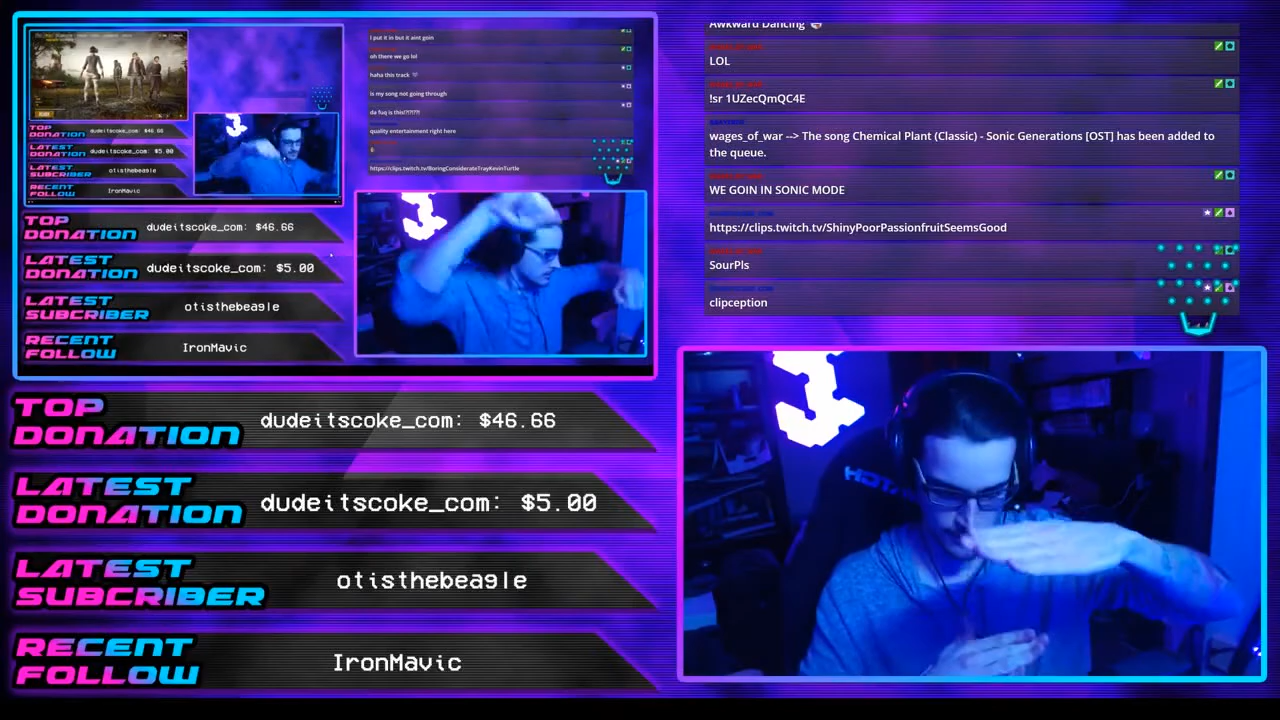 I put it in but it aint goin
oh there we go lol
haha this track
is my song not going through
da fuq is this!?!?!??
quality entertainment right here
https://clips.twitch.tv/BoringConsiderateTrayKevinTurtle
TOP DONATION dudeitscoke_com: $46.66
LATEST DONATION dudeitscoke_com: $5.00
LATEST SUBCRIBER otisthebeagle
RECENT FOLLOW IronMavic
TOP DONATION dudeitscoke_com: $46.66
LATEST DONATION dudeitscoke_com: $5.00
LATEST SUBCRIBER otisthebeagle
RECENT FOLLOW IronMavic
Awkward Dancing
LOL
!sr 1UZecQmQC4E
wages_of_war --> The song Chemical Plant (Classic) - Sonic Generations [OST] has been added to
the queue.
WE GOIN IN SONIC MODE
https://clips.twitch.tv/ShinyPoorPassionfruitSeemsGood
SourPls
clipception
TOP
DONATION
dudeitscoke_com: $46.66
LATEST
DONATION
dudeitscoke_com: $5.00
LATEST
SUBCRIBER
otisthebeagle
RECENT
FOLLOW
IronMavic